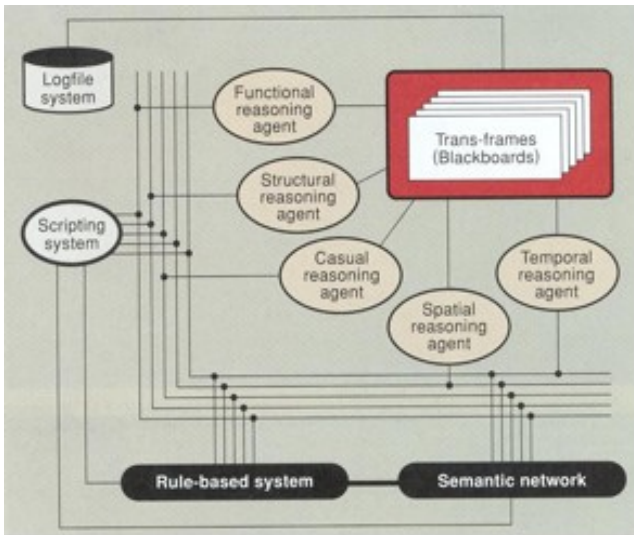 Logfile
system
Functional
reasoning
agent
Trans-frames
(Blackboards)
Structural
reasoning
agent
Scripting
system
Casual
reasoning
agent
Temporal
reasoning
agent
Spatial
reasoning
agent
Rule-based system
Semantic network